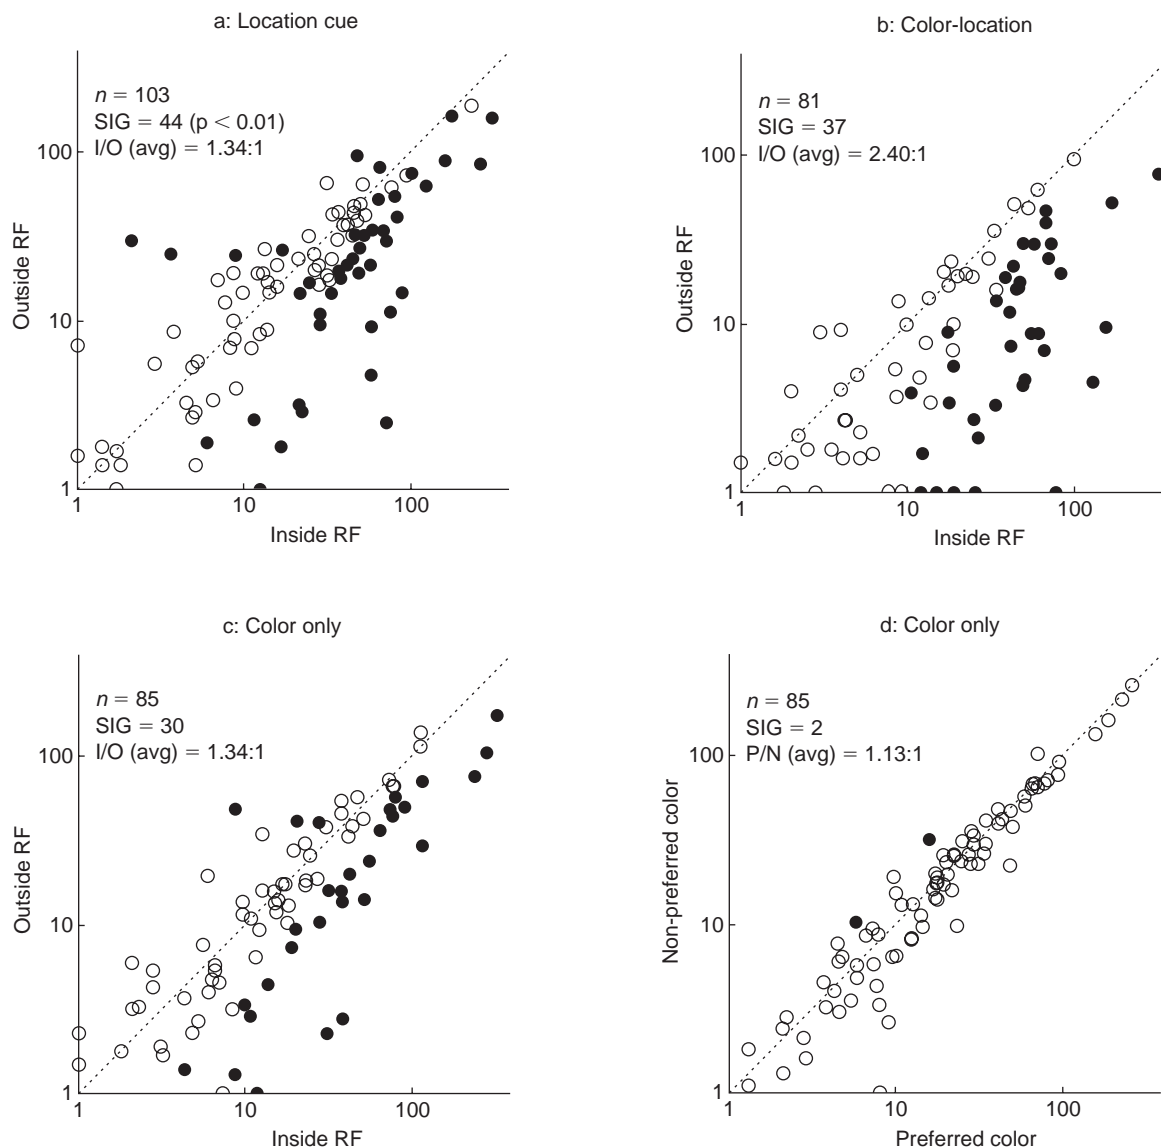 a: Location cue
n = 103
SIG = 44 (p < 0.01)
I/O (avg) = 1.34:1
100
10
1
Outside RF
1
10
100
Inside RF
b: Color-location
n = 81
SIG = 37
I/O (avg) = 2.40:1
100
10
1
Outside RF
1
10
100
Inside RF
c: Color only
n = 85
SIG = 30
I/O (avg) = 1.34:1
100
10
1
Outside RF
1
10
100
Inside RF
d: Color only
n = 85
SIG = 2
P/N (avg) = 1.13:1
100
10
1
Non-preferred color
1
10
100
Preferred color